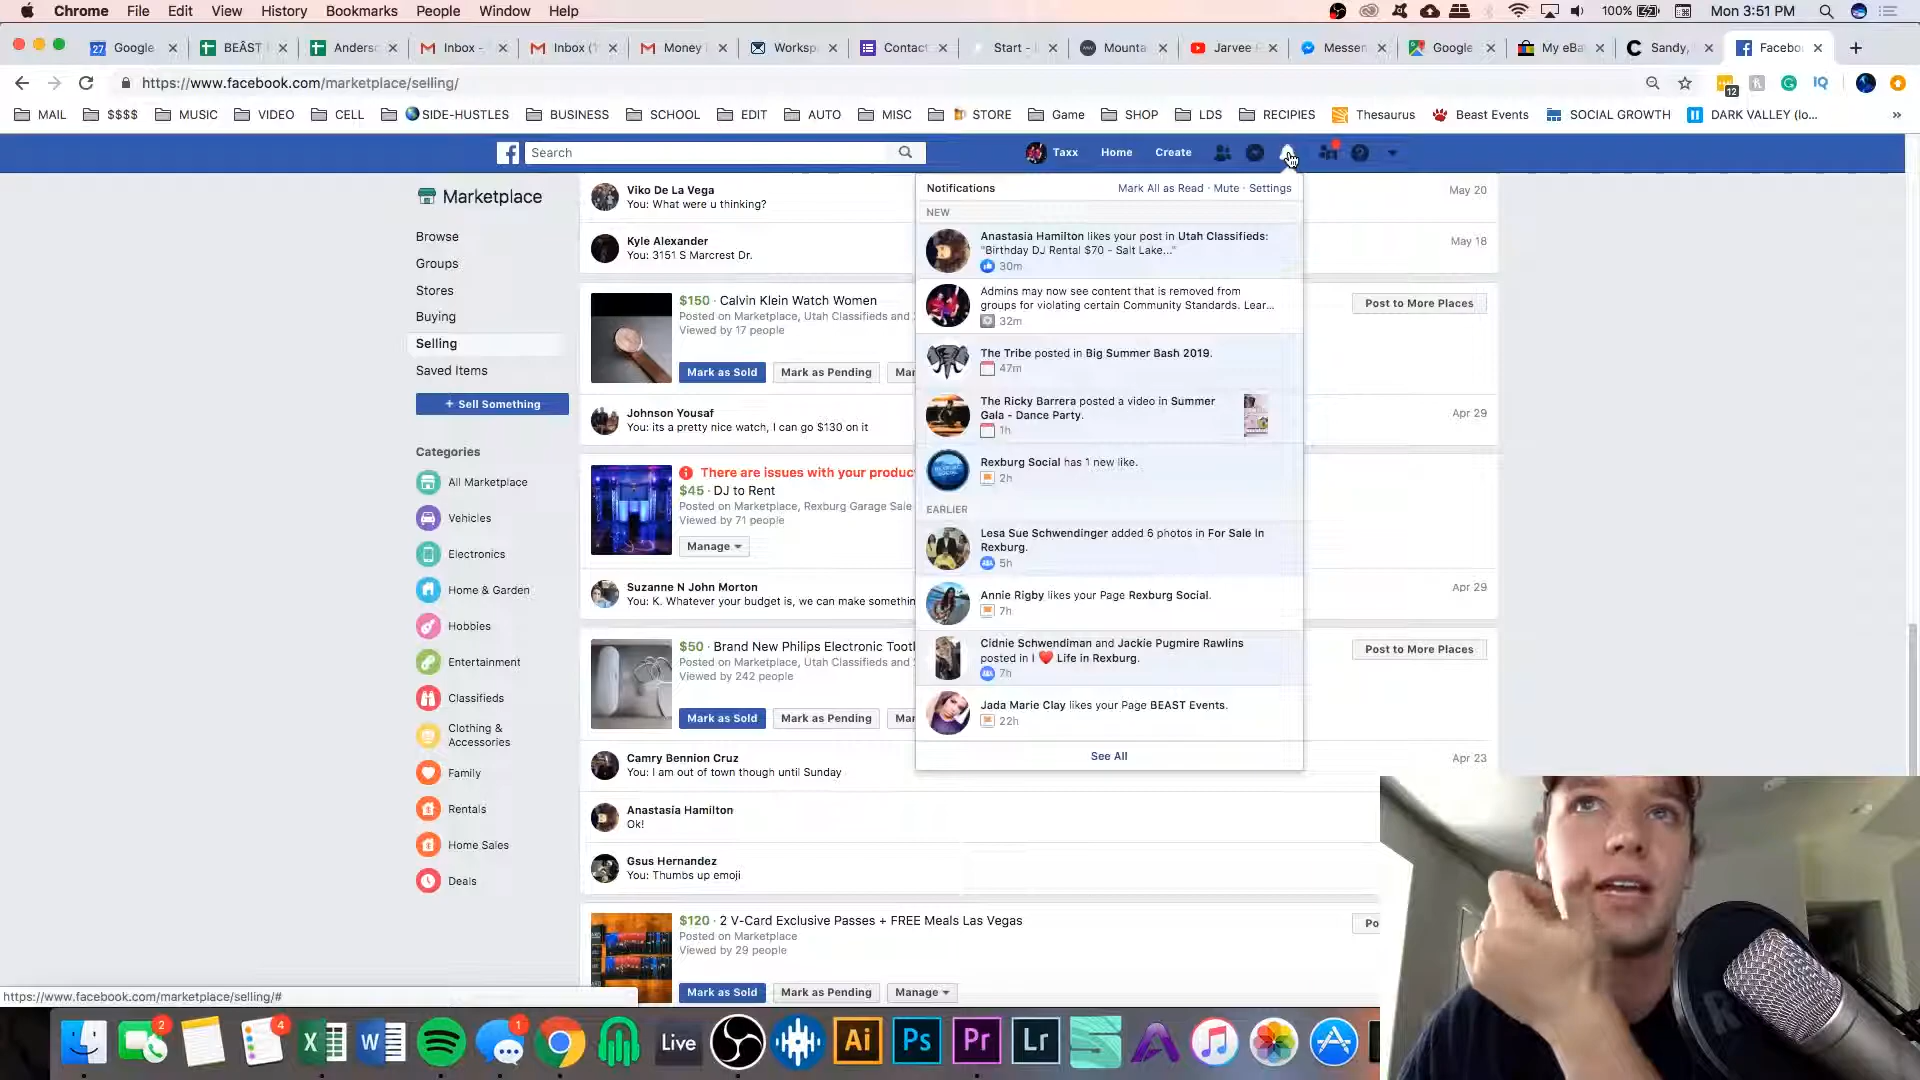 Chrome File Edit View History Bookmarks People Window Help
100% Mon 3:51 PM
27 Google BEÂST Anderso Inbox - Inbox (1 Money Worksp Contact Start - Mounta Jarvee Messen Google My eBa Sandy, Facebo
https://www.facebook.com/marketplace/selling/
12
MAIL $$$$ MUSIC VIDEO CELL SIDE-HUSTLES BUSINESS SCHOOL EDIT AUTO MISC STORE Game SHOP LDS RECIPIES Thesaurus Beast Events SOCIAL GROWTH DARK VALLEY (lo... »
Search
Taxx Home Create
Marketplace
Browse
Groups
Stores
Buying
Selling
Saved Items
+ Sell Something
Categories
All Marketplace
Vehicles
Electronics
Home & Garden
Hobbies
Entertainment
Classifieds
Clothing &
Accessories
Family
Rentals
Home Sales
Deals
Viko De La Vega
You: What were u thinking?
May 20
Kyle Alexander
You: 3151 S Marcrest Dr.
May 18
$150 · Calvin Klein Watch Women
Posted on Marketplace, Utah Classifieds and
Viewed by 17 people
Mark as Sold Mark as Pending Mar
Post to More Places
Johnson Yousaf
You: its a pretty nice watch, I can go $130 on it
Apr 29
There are issues with your produc
$45 · DJ to Rent
Posted on Marketplace, Rexburg Garage Sale
Viewed by 71 people
Manage
Suzanne N John Morton
You: K. Whatever your budget is, we can make somethin
Apr 29
$50 · Brand New Philips Electronic Toot
Posted on Marketplace, Utah Classifieds and
Viewed by 242 people
Mark as Sold Mark as Pending Mar
Post to More Places
Camry Bennion Cruz
You: I am out of town though until Sunday
Apr 23
Anastasia Hamilton
Ok!
Gsus Hernandez
You: Thumbs up emoji
$120 · 2 V-Card Exclusive Passes + FREE Meals Las Vegas
Posted on Marketplace
Viewed by 29 people
Mark as Sold Mark as Pending Manage
Po
Notifications Mark All as Read · Mute · Settings
NEW
Anastasia Hamilton likes your post in Utah Classifieds:
"Birthday DJ Rental $70 - Salt Lake..."
30m
Admins may now see content that is removed from
groups for violating certain Community Standards. Lear...
32m
The Tribe posted in Big Summer Bash 2019.
47m
The Ricky Barrera posted a video in Summer
Gala - Dance Party.
1h
Rexburg Social has 1 new like.
2h
EARLIER
Lesa Sue Schwendinger added 6 photos in For Sale In
Rexburg.
5h
Annie Rigby likes your Page Rexburg Social.
7h
Cidnie Schwendiman and Jackie Pugmire Rawlins
posted in I ❤ Life in Rexburg.
7h
Jada Marie Clay likes your Page BEAST Events.
22h
See All
https://www.facebook.com/marketplace/selling/#
2 4 1
X W Live Ai Ps Pr Lr